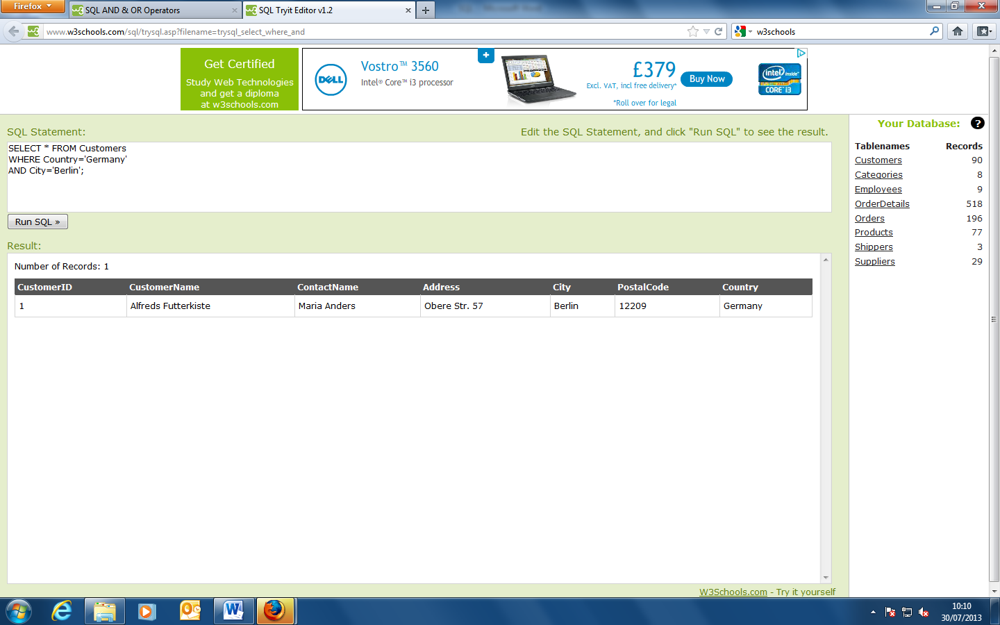 Firefox
SQL AND & OR Operators
SQL Tryit Editor v1.2
www.w3schools.com/sql/trysql.asp?filename=trysql_select_where_and
w3schools
Get Certified
Study Web Technologies
and get a diploma
at w3schools.com
DELL
Vostro™ 3560
Intel® Core™ i3 processor
£379
Excl. VAT, incl free delivery*
*Roll over for legal
Buy Now
intel inside™
CORE™ i3
SQL Statement:
Edit the SQL Statement, and click "Run SQL" to see the result.
SELECT * FROM Customers
WHERE Country='Germany'
AND City='Berlin';
Run SQL »
Result:
Number of Records: 1
CustomerID CustomerName ContactName Address City PostalCode Country
1 Alfreds Futterkiste Maria Anders Obere Str. 57 Berlin 12209 Germany
Your Database: ?
Tablenames Records
Customers 90
Categories 8
Employees 9
OrderDetails 518
Orders 196
Products 77
Shippers 3
Suppliers 29
W3Schools.com - Try it yourself
10:10
30/07/2013